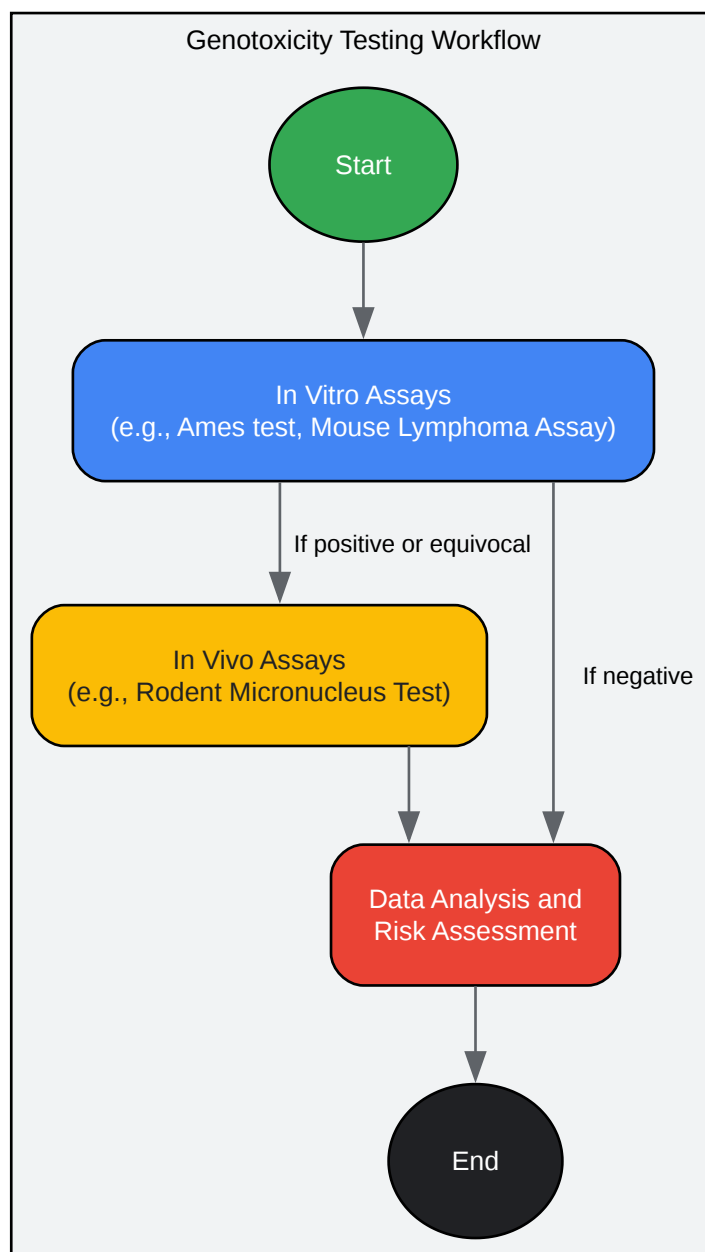 Genotoxicity Testing Workflow
Start
In Vitro Assays
(e.g., Ames test, Mouse Lymphoma Assay)
If positive or equivocal
In Vivo Assays
(e.g., Rodent Micronucleus Test)
If negative
Data Analysis and
Risk Assessment
End